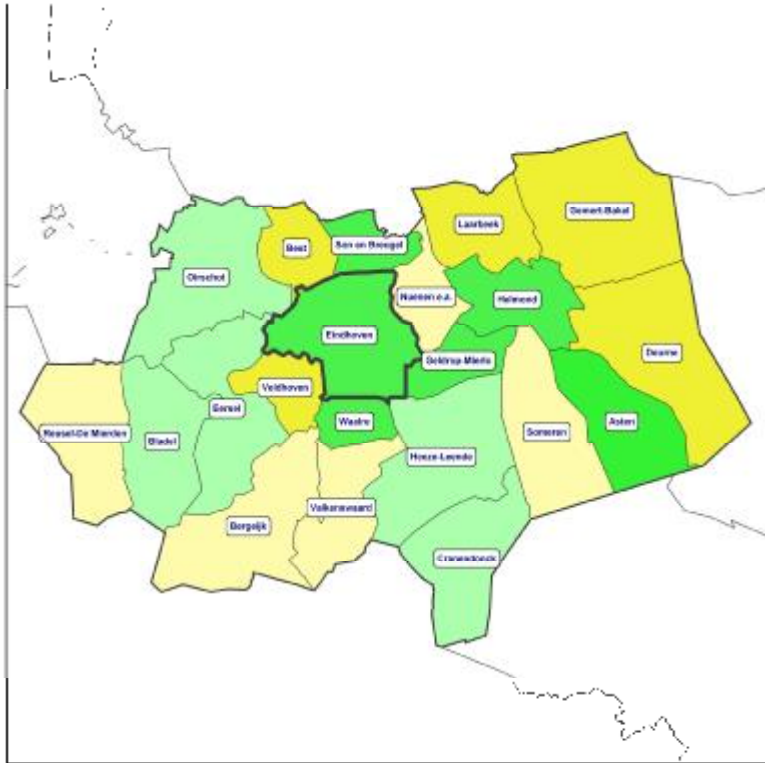 Gemert-Bakel
Laarbeek
Best
Son en Breugel
Oirschot
Nuenen c.a.
Helmond
Eindhoven
Deurne
Geldrop-Mierlo
Veldhoven
Asten
Eersel
Waalre
Someren
Reusel-De Mierden
Bladel
Heeze-Leende
Valkenswaard
Bergeijk
Cranendonck